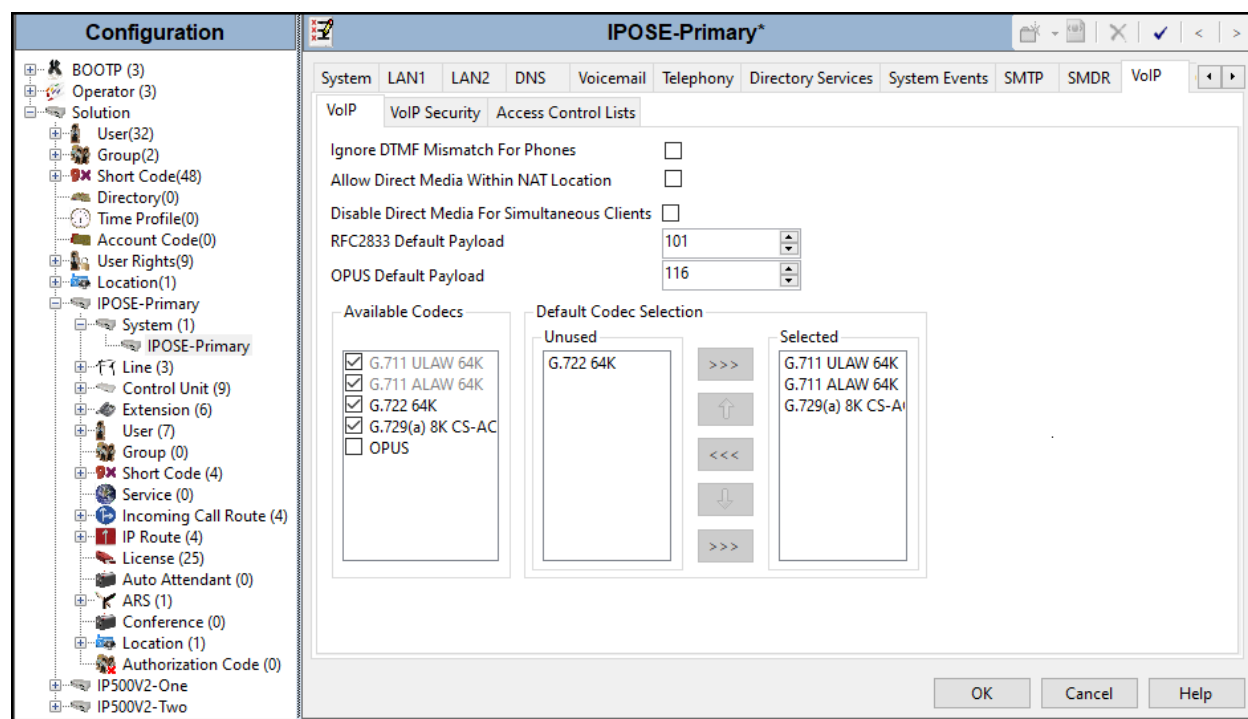 Configuration
BOOTP (3)
Operator (3)
Solution
User(32)
Group(2)
Short Code(48)
Directory(0)
Time Profile(0)
Account Code(0)
User Rights(9)
Location(1)
IPOSE-Primary
System (1)
IPOSE-Primary
Line (3)
Control Unit (9)
Extension (6)
User (7)
Group (0)
Short Code (4)
Service (0)
Incoming Call Route (4)
IP Route (4)
License (25)
Auto Attendant (0)
ARS (1)
Conference (0)
Location (1)
Authorization Code (0)
IP500V2-One
IP500V2-Two
IPOSE-Primary*
System LAN1 LAN2 DNS Voicemail Telephony Directory Services System Events SMTP SMDR VoIP
VoIP VoIP Security Access Control Lists
Ignore DTMF Mismatch For Phones
Allow Direct Media Within NAT Location
Disable Direct Media For Simultaneous Clients
RFC2833 Default Payload 101
OPUS Default Payload 116
Available Codecs
G.711 ULAW 64K
G.711 ALAW 64K
G.722 64K
G.729(a) 8K CS-AC
OPUS
Default Codec Selection
Unused
G.722 64K
>>>
<<<
>>>
Selected
G.711 ULAW 64K
G.711 ALAW 64K
G.729(a) 8K CS-A
OK Cancel Help